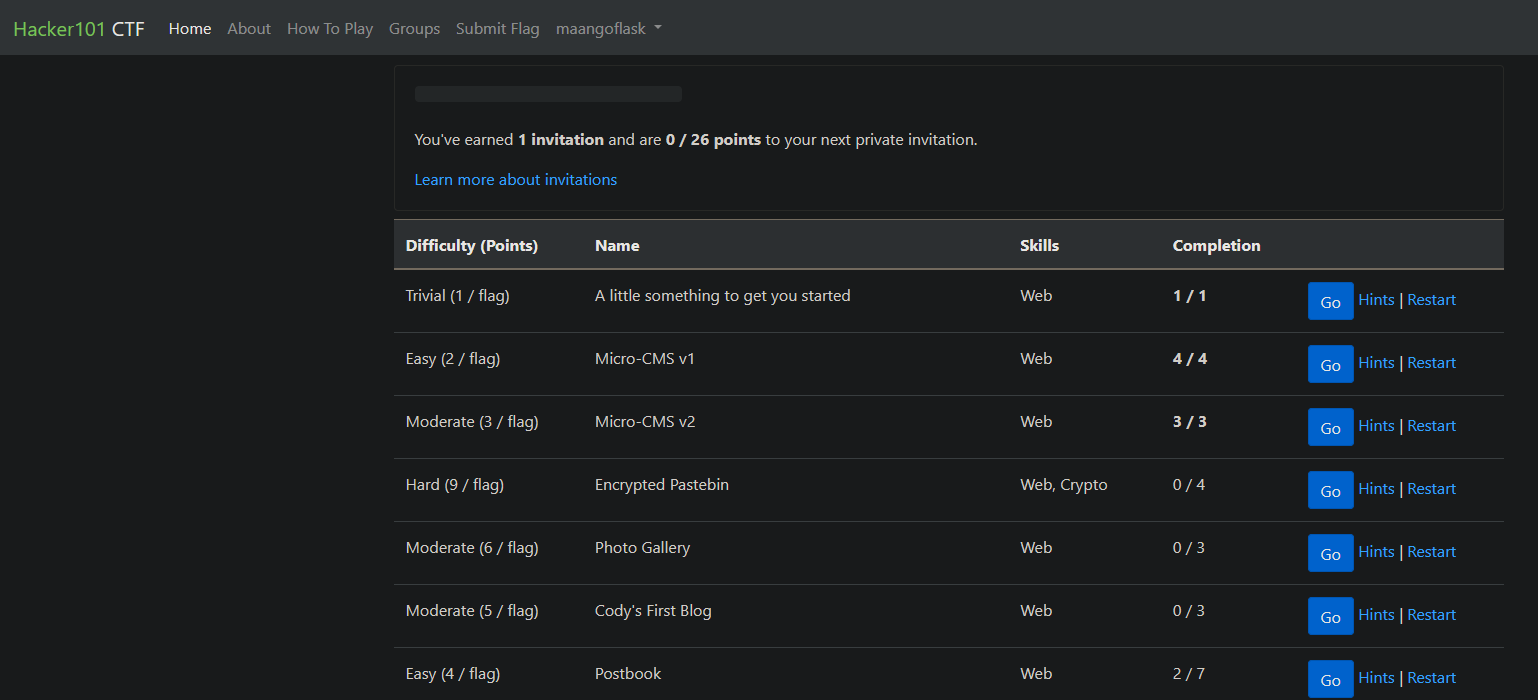 Hacker101 CTF Home About How To Play Groups Submit Flag maangoflask
You've earned 1 invitation and are 0 / 26 points to your next private invitation.
Learn more about invitations
Difficulty (Points) Name Skills Completion
Trivial (1 / flag) A little something to get you started Web 1 / 1 Go Hints | Restart
Easy (2 / flag) Micro-CMS v1 Web 4 / 4 Go Hints | Restart
Moderate (3 / flag) Micro-CMS v2 Web 3 / 3 Go Hints | Restart
Hard (9 / flag) Encrypted Pastebin Web, Crypto 0 / 4 Go Hints | Restart
Moderate (6 / flag) Photo Gallery Web 0 / 3 Go Hints | Restart
Moderate (5 / flag) Cody's First Blog Web 0 / 3 Go Hints | Restart
Easy (4 / flag) Postbook Web 2 / 7 Go Hints | Restart